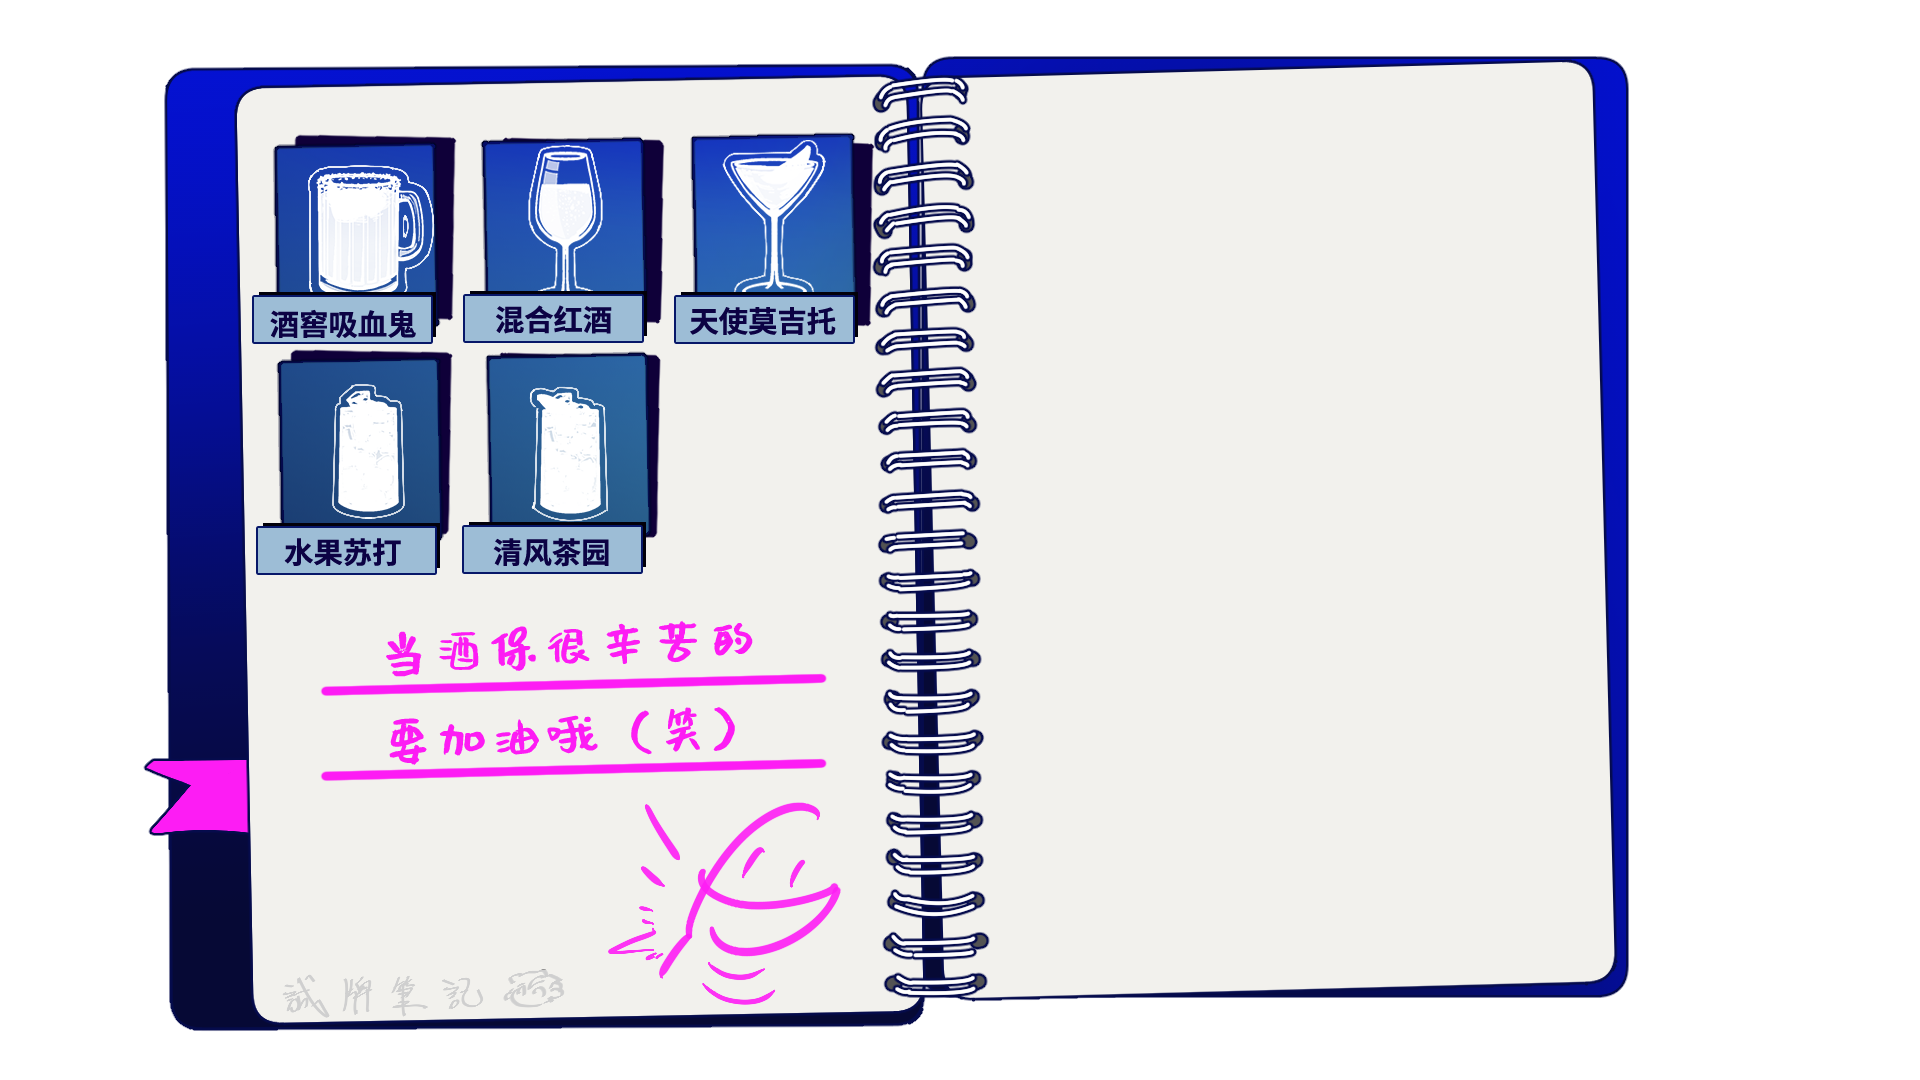 酒窖吸血鬼
混合红酒
天使莫吉托
水果苏打
清风茶园
当酒保很辛苦的
要加油哦（笑）
試牌筆記